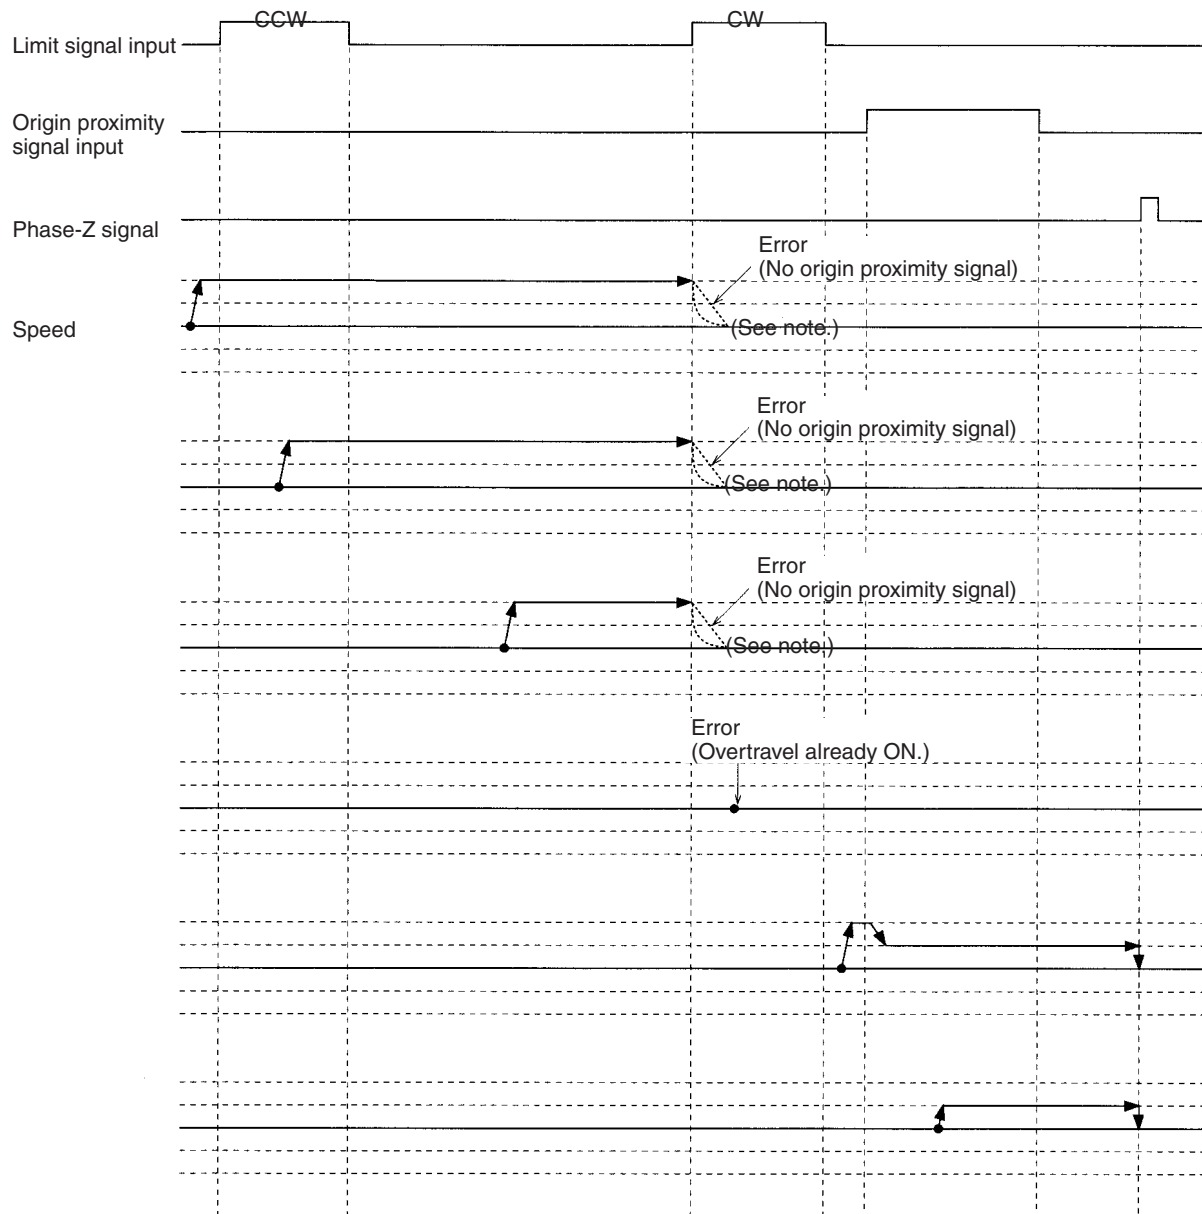 CCW
CW
Limit signal input
Origin proximity
signal input
Phase-Z signal
Error
(No origin proximity signal)
Speed
(See note.)
Error
(No origin proximity signal)
(See note.)
Error
(No origin proximity signal)
(See note.)
Error
(Overtravel already ON.)